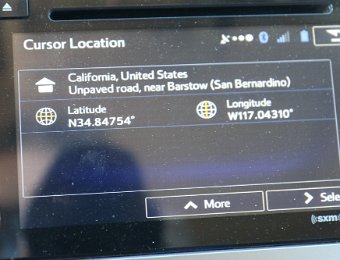 Cursor Location
California, United States
Unpaved road, near Barstow (San Bernardino)
Latitude
N34.84754°
Longitude
W117.04310°
More
Sele
((sxm